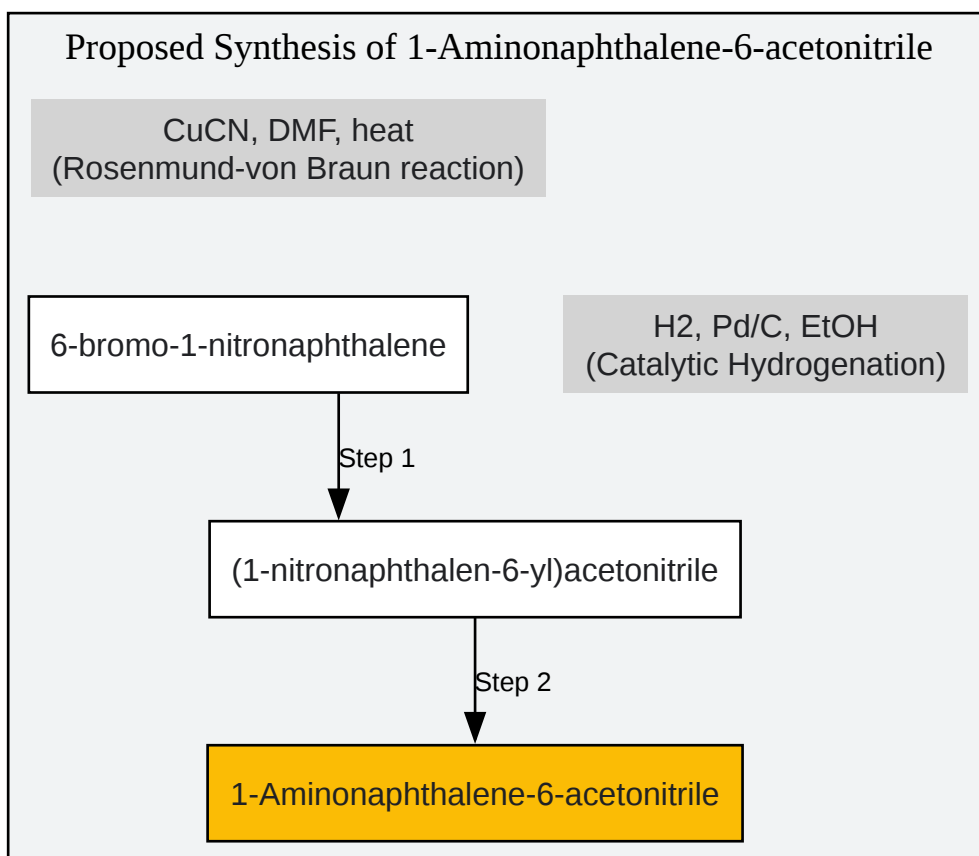 Proposed Synthesis of 1-Aminonaphthalene-6-acetonitrile
CuCN, DMF, heat
(Rosenmund-von Braun reaction)
6-bromo-1-nitronaphthalene
H2, Pd/C, EtOH
(Catalytic Hydrogenation)
Step 1
(1-nitronaphthalen-6-yl)acetonitrile
Step 2
1-Aminonaphthalene-6-acetonitrile